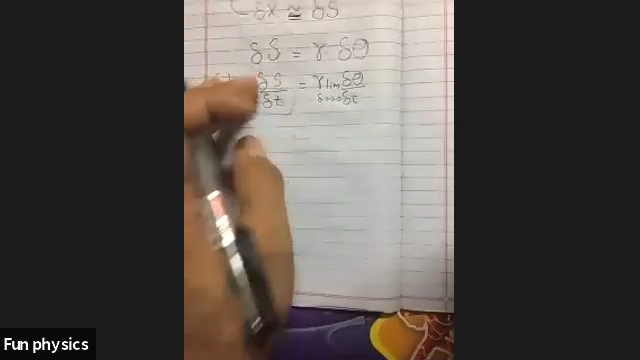 δx ≅ δS
δS = r δθ
δS/δt = r lim δt→0 δθ/δt
Fun physics